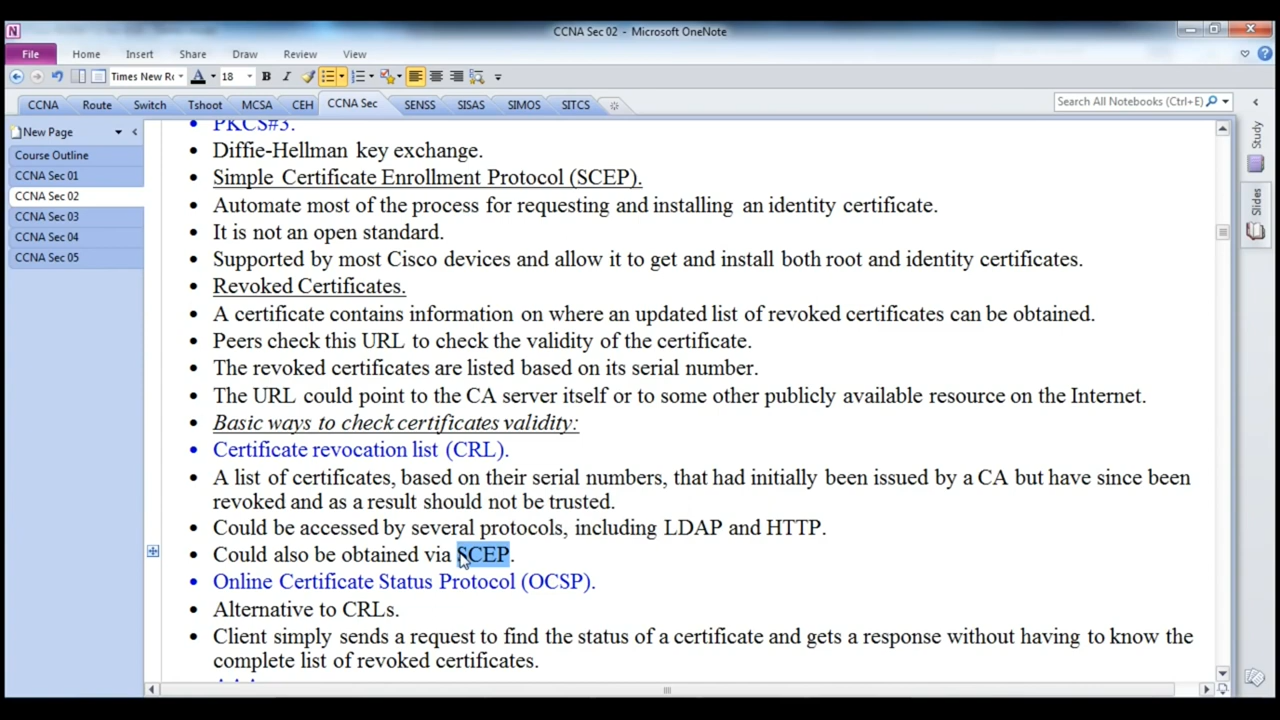 CCNA Sec 02 - Microsoft OneNote
File Home Insert Share Draw Review View
Times New Ro 18 B I
CCNA Route Switch Tshoot MCSA CEH CCNA Sec SENSS SISAS SIMOS SITCS Search All Notebooks (Ctrl+E)
New Page
Course Outline
CCNA Sec 01
CCNA Sec 02
CCNA Sec 03
CCNA Sec 04
CCNA Sec 05
• PKCS#3.
• Diffie-Hellman key exchange.
• Simple Certificate Enrollment Protocol (SCEP).
• Automate most of the process for requesting and installing an identity certificate.
• It is not an open standard.
• Supported by most Cisco devices and allow it to get and install both root and identity certificates.
• Revoked Certificates.
• A certificate contains information on where an updated list of revoked certificates can be obtained.
• Peers check this URL to check the validity of the certificate.
• The revoked certificates are listed based on its serial number.
• The URL could point to the CA server itself or to some other publicly available resource on the Internet.
• Basic ways to check certificates validity:
• Certificate revocation list (CRL).
• A list of certificates, based on their serial numbers, that had initially been issued by a CA but have since been
revoked and as a result should not be trusted.
• Could be accessed by several protocols, including LDAP and HTTP.
• Could also be obtained via SCEP.
• Online Certificate Status Protocol (OCSP).
• Alternative to CRLs.
• Client simply sends a request to find the status of a certificate and gets a response without having to know the
complete list of revoked certificates.
Study
Slides